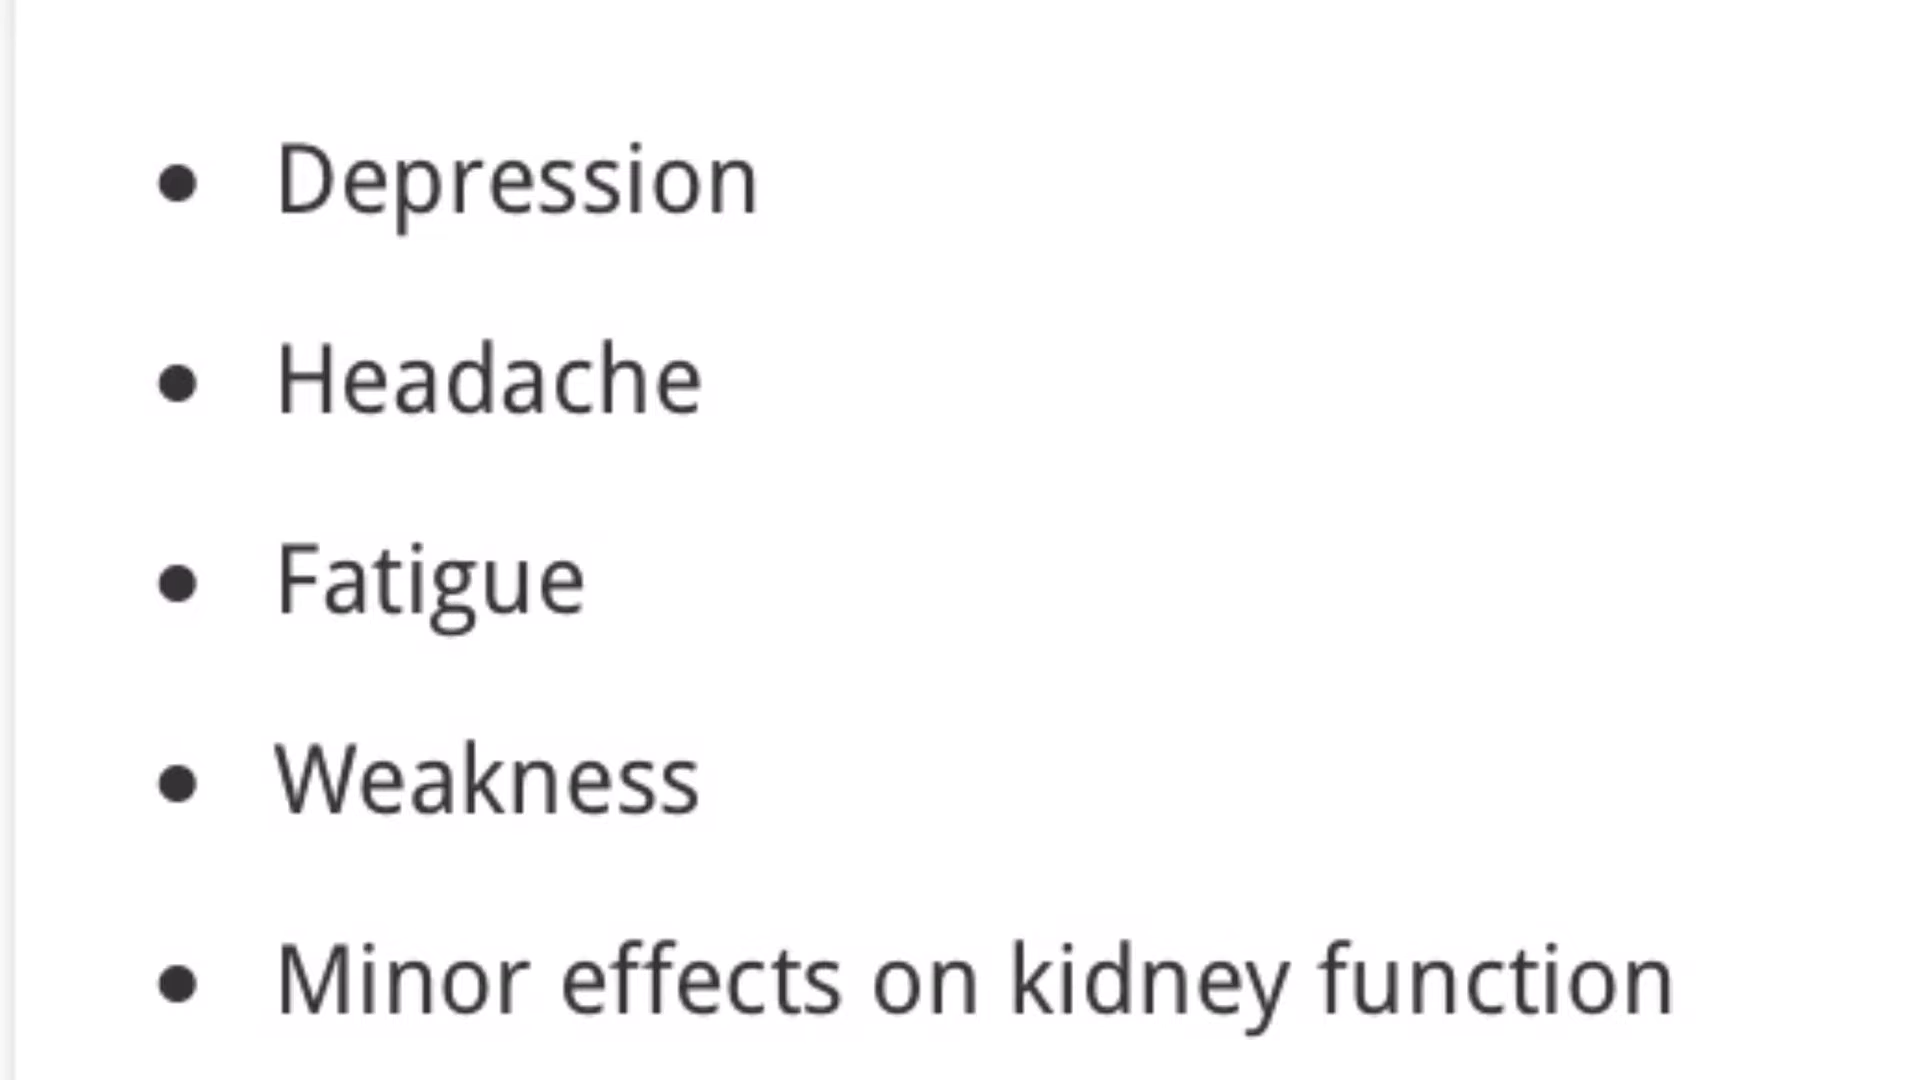 • Depression
• Headache
• Fatigue
• Weakness
• Minor effects on kidney function